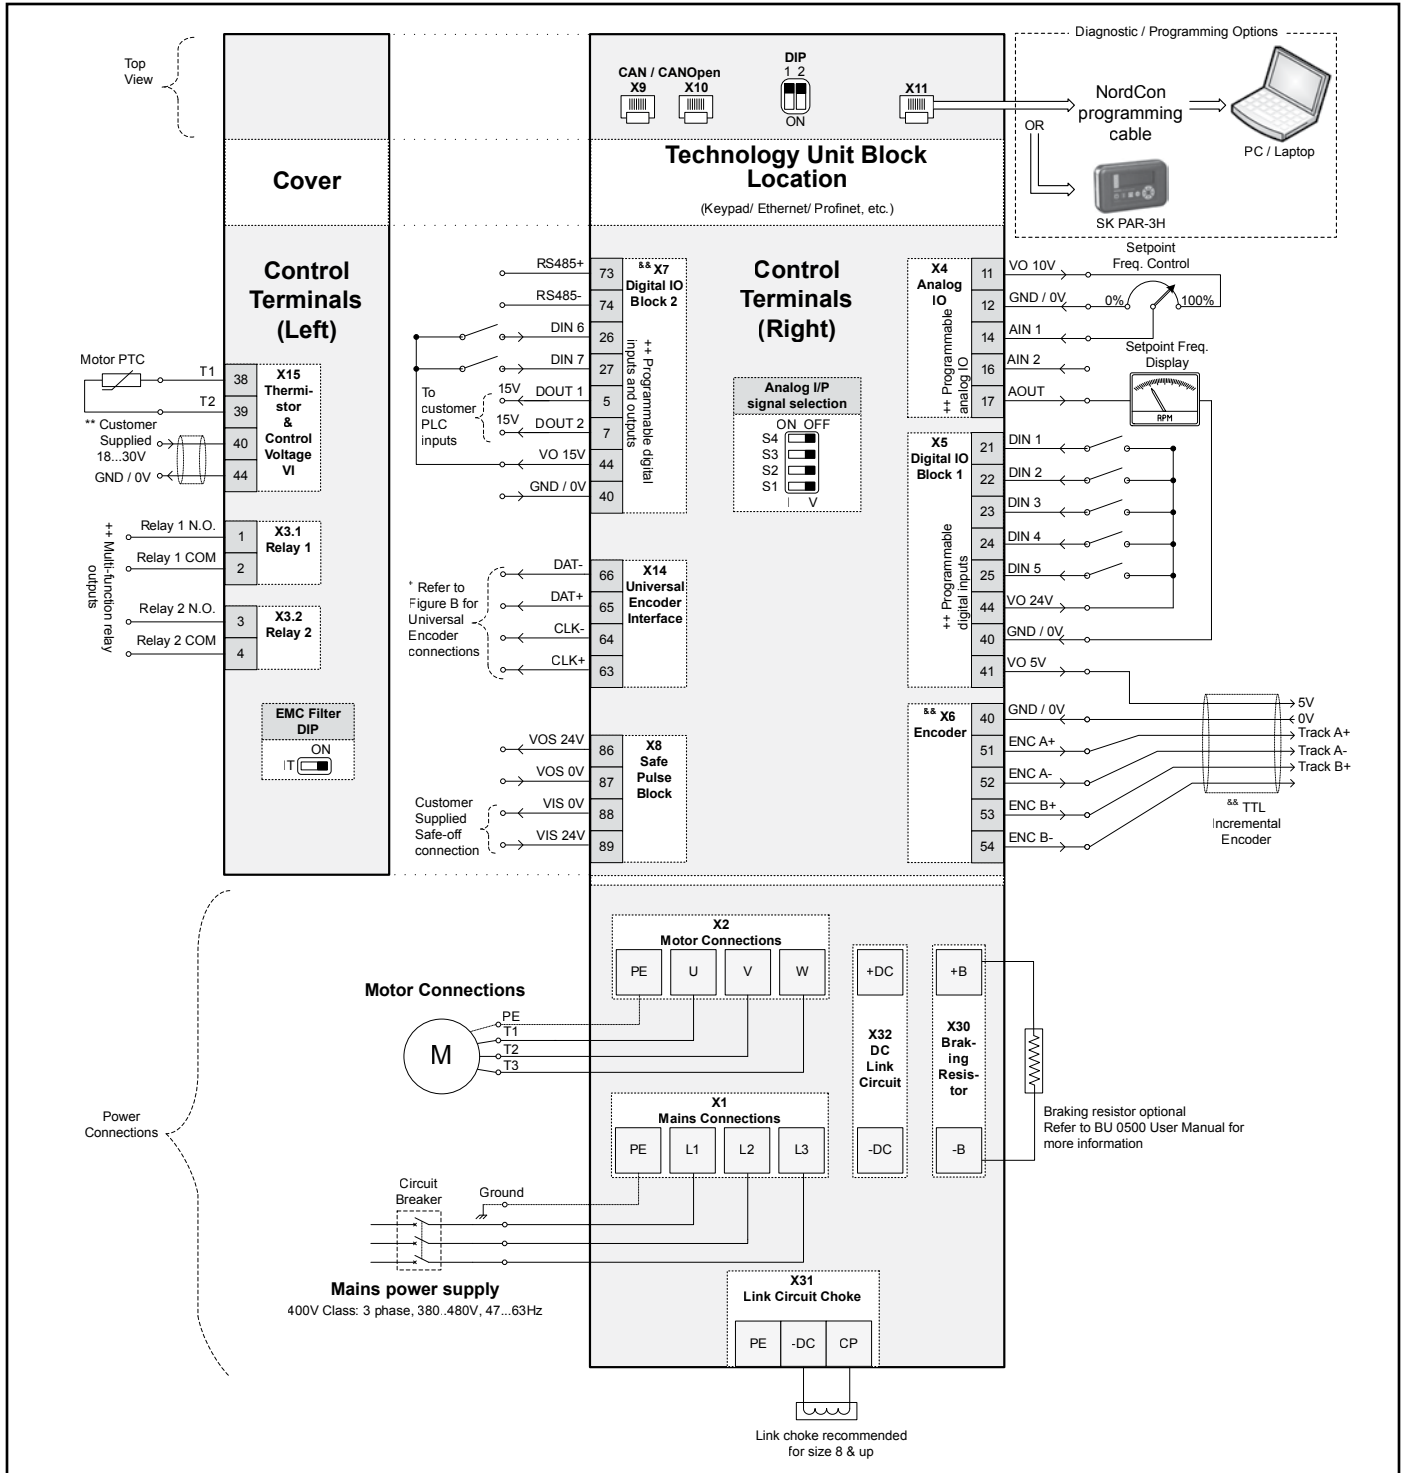 Top
View
CAN / CANOpen
X9
X10
DIP
1 2
ON
X11
Diagnostic / Programming Options
NordCon
programming
cable
OR
PC / Laptop
SK PAR-3H
Cover
Technology Unit Block
Location
(Keypad/ Ethernet/ Profinet, etc.)
Control
Terminals
(Left)
Motor PTC
T1
T2
** Customer
Supplied
18...30V
GND / 0V
38
39
40
44
X15
Thermi-
stor
&
Control
Voltage
VI
Relay 1 N.O.
Relay 1 COM
1
2
X3.1
Relay 1
Relay 2 N.O.
Relay 2 COM
3
4
X3.2
Relay 2
++ Multi-function relay
outputs
EMC Filter
DIP
ON
IT
RS485+
RS485-
DIN 6
DIN 7
15V DOUT 1
15V DOUT 2
VO 15V
GND / 0V
To
customer
PLC
inputs
73
74
26
27
5
7
44
40
&& X7
Digital IO
Block 2
++ Programmable digital
inputs and outputs
* Refer to
Figure B for
Universal
Encoder
connections
DAT-
DAT+
CLK-
CLK+
66
65
64
63
X14
Universal
Encoder
Interface
VOS 24V
VOS 0V
VIS 0V
VIS 24V
Customer
Supplied
Safe-off
connection
86
87
88
89
X8
Safe
Pulse
Block
Control
Terminals
(Right)
Analog I/P
signal selection
ON OFF
S4
S3
S2
S1
I V
X4
Analog
IO
++ Programmable
analog IO
11
12
14
16
17
VO 10V
GND / 0V
AIN 1
AIN 2
AOUT
Setpoint
Freq. Control
0%
100%
Setpoint Freq.
Display
RPM
X5
Digital IO
Block 1
++ Programmable
digital inputs
21
22
23
24
25
44
40
41
DIN 1
DIN 2
DIN 3
DIN 4
DIN 5
VO 24V
GND / 0V
VO 5V
&& X6
Encoder
40
51
52
53
54
GND / 0V
ENC A+
ENC A-
ENC B+
ENC B-
5V
0V
Track A+
Track A-
Track B+
&& TTL
Incremental
Encoder
Power
Connections
X2
Motor Connections
PE
U
V
W
Motor Connections
M
PE
T1
T2
T3
X1
Mains Connections
PE
L1
L2
L3
+DC
X32
DC
Link
Circuit
-DC
+B
X30
Brak-
ing
Resis-
tor
-B
Braking resistor optional
Refer to BU 0500 User Manual for
more information
Circuit
Breaker
Ground
Mains power supply
400V Class: 3 phase, 380..480V, 47...63Hz
X31
Link Circuit Choke
PE
-DC
CP
Link choke recommended
for size 8 & up